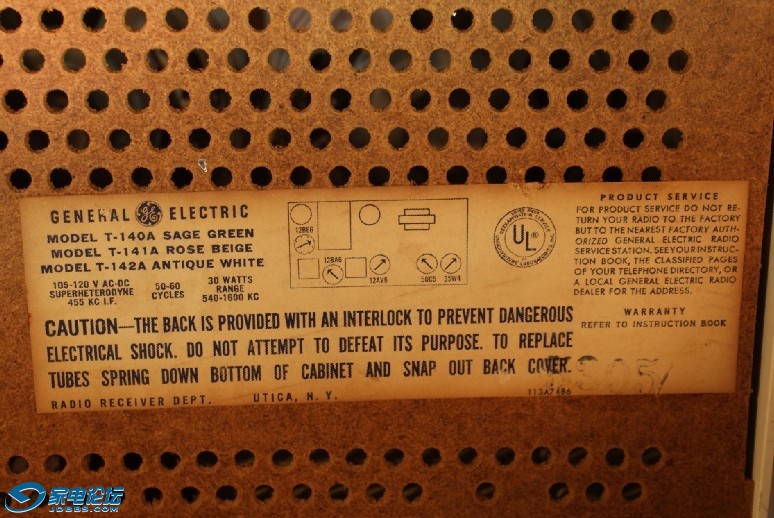 GENERAL GE ELECTRIC
MODEL T-140A SAGE GREEN
MODEL T-141A ROSE BEIGE
MODEL T-142A ANTIQUE WHITE
105-120 V AC-DC
SUPERHETERODYNE
455 KC I.F.
50-60
CYCLES
30 WATTS
RANGE
540-1600 KC
12BE6
12BA6
12AV6
50C5
35W4
UL®
PRODUCT SERVICE
FOR PRODUCT SERVICE DO NOT RE-
TURN YOUR RADIO TO THE FACTORY
BUT TO THE NEAREST FACTORY AUTH-
ORIZED GENERAL ELECTRIC RADIO
SERVICE STATION. SEE YOUR INSTRUC-
TION BOOK, THE CLASSIFIED PAGES
OF YOUR TELEPHONE DIRECTORY, OR
A LOCAL GENERAL ELECTRIC RADIO
DEALER FOR THE ADDRESS.
WARRANTY
REFER TO INSTRUCTION BOOK
CAUTION—THE BACK IS PROVIDED WITH AN INTERLOCK TO PREVENT DANGEROUS
ELECTRICAL SHOCK. DO NOT ATTEMPT TO DEFEAT ITS PURPOSE. TO REPLACE
TUBES SPRING DOWN BOTTOM OF CABINET AND SNAP OUT BACK COVER.
RADIO RECEIVER DEPT. UTICA, N.Y.
家电论坛
JDBBS.COM